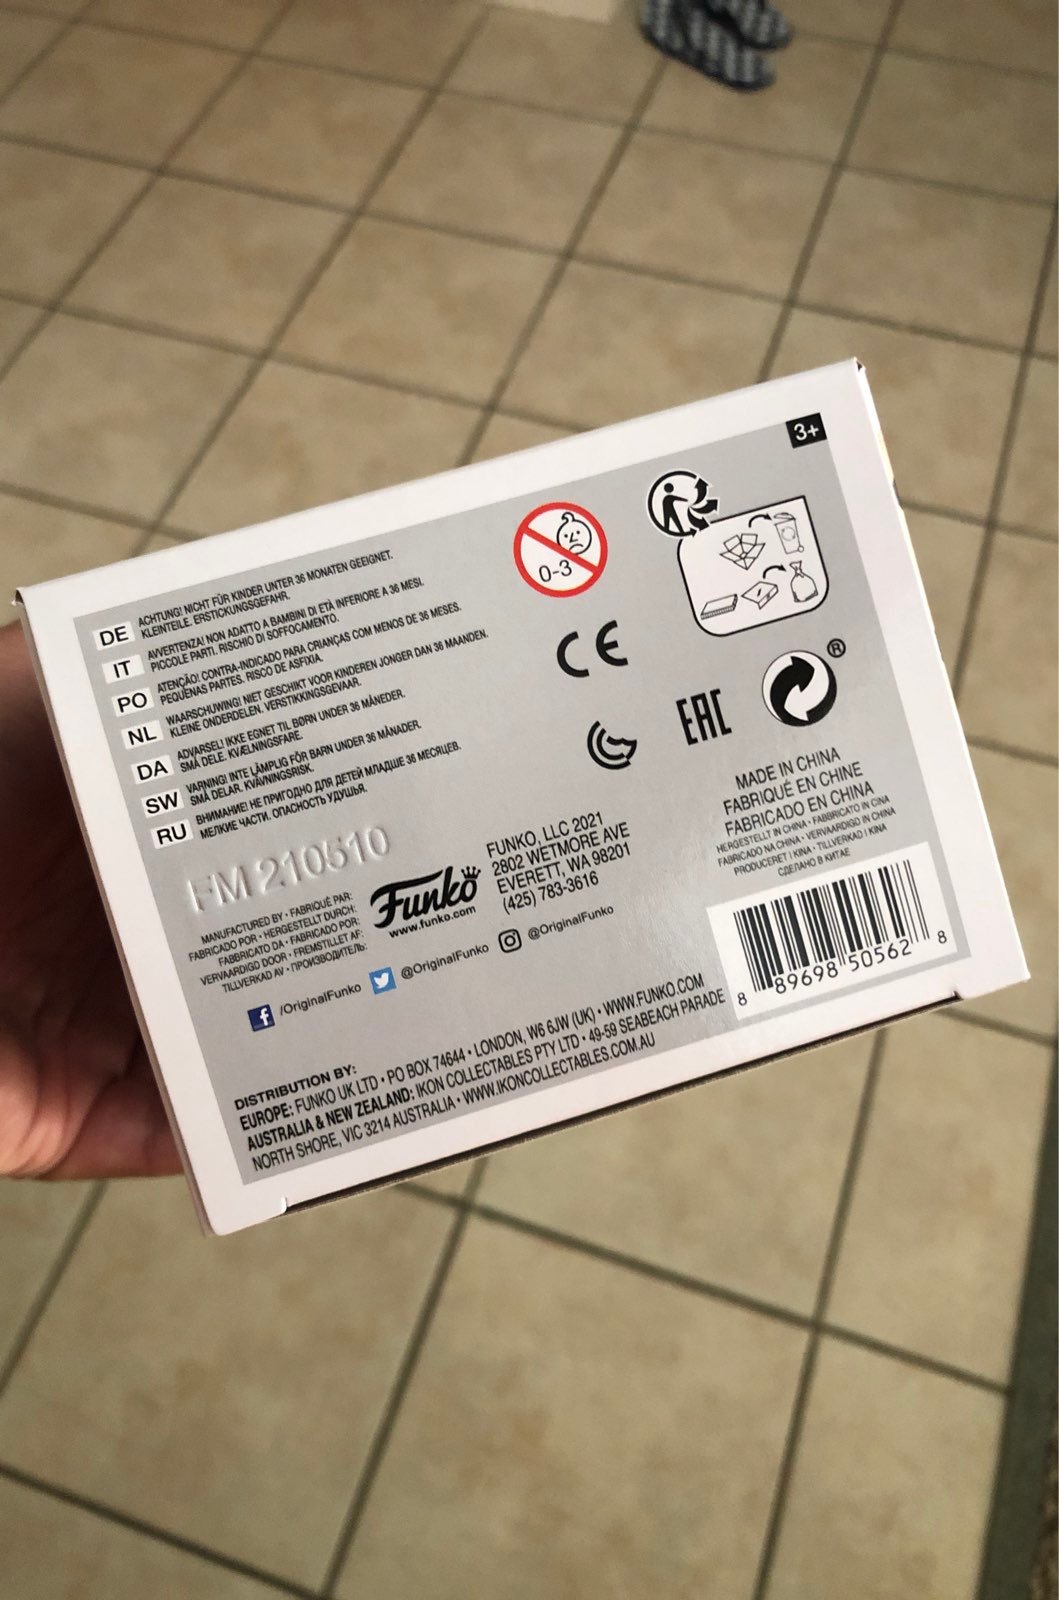 3+
DE ACHTUNG! NICHT FÜR KINDER UNTER 36 MONATEN GEEIGNET.
KLEINTEILE. ERSTICKUNGSGEFAHR.
IT AVVERTENZA! NON ADATTO A BAMBINI DI ETÀ INFERIORE A 36 MESI.
PICCOLE PARTI. RISCHIO DI SOFFOCAMENTO.
PO ATENÇÃO! CONTRA-INDICADO PARA CRIANÇAS COM MENOS DE 36 MESES.
PEQUENAS PARTES. RISCO DE ASFIXIA.
NL WAARSCHUWING! NIET GESCHIKT VOOR KINDEREN JONGER DAN 36 MAANDEN.
KLEINE ONDERDELEN. VERSTIKKINGSGEVAAR.
DA ADVARSEL! IKKE EGNET TIL BØRN UNDER 36 MÅNEDER.
SMÅ DELE. KVÆLNINGSFARE.
SW VARNING! INTE LÄMPLIG FÖR BARN UNDER 36 MÅNADER.
SMÅ DELAR. KVÄVNINGSRISK.
RU ВНИМАНИЕ! НЕ ПРИГОДНО ДЛЯ ДЕТЕЙ МЛАДШЕ 36 МЕСЯЦЕВ.
МЕЛКИЕ ЧАСТИ. ОПАСНОСТЬ УДУШЬЯ.
0-3
CE
EAC
®
FM 210510
MANUFACTURED BY • FABRIQUÉ PAR:
FABRICADO POR • HERGESTELLT DURCH:
FABBRICATO DA • FABRICADO POR:
VERVAARDIGD DOOR • FREMSTILLET AF:
TILLVERKAD AV • ПРОИЗВОДИТЕЛЬ:
Funko
www.funko.com
FUNKO, LLC 2021
2802 WETMORE AVE
EVERETT, WA 98201
(425) 783-3616
f /OriginalFunko @OriginalFunko @OriginalFunko
MADE IN CHINA
FABRIQUÉ EN CHINE
FABRICADO EN CHINA
HERGESTELLT IN CHINA • FABBRICATO IN CINA
FABRICADO NA CHINA • VERVAARDIGD IN CHINA
PRODUCERET I KINA • TILLVERKAD I KINA
СДЕЛАНО В КИТАЕ
8 89698 50562 8
DISTRIBUTION BY:
EUROPE: FUNKO UK LTD • PO BOX 74644 • LONDON, W6 6JW (UK) • WWW.FUNKO.COM
AUSTRALIA & NEW ZEALAND: IKON COLLECTABLES PTY LTD • 49-59 SEABEACH PARADE
NORTH SHORE, VIC 3214 AUSTRALIA • WWW.IKONCOLLECTABLES.COM.AU